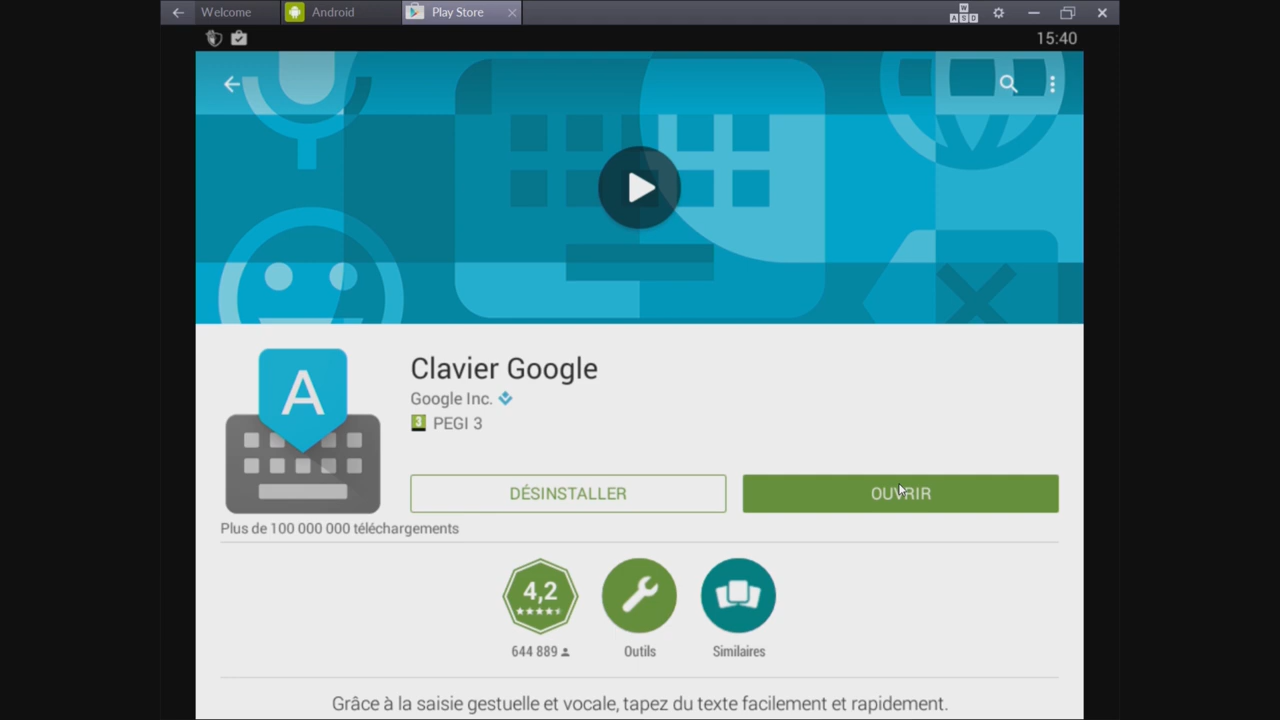 Welcome
Android
Play Store
W
A S D
15:40
A
Clavier Google
Google Inc.
3 PEGI 3
DÉSINSTALLER
OUVRIR
Plus de 100 000 000 téléchargements
4,2
644 889
Outils
Similaires
Grâce à la saisie gestuelle et vocale, tapez du texte facilement et rapidement.